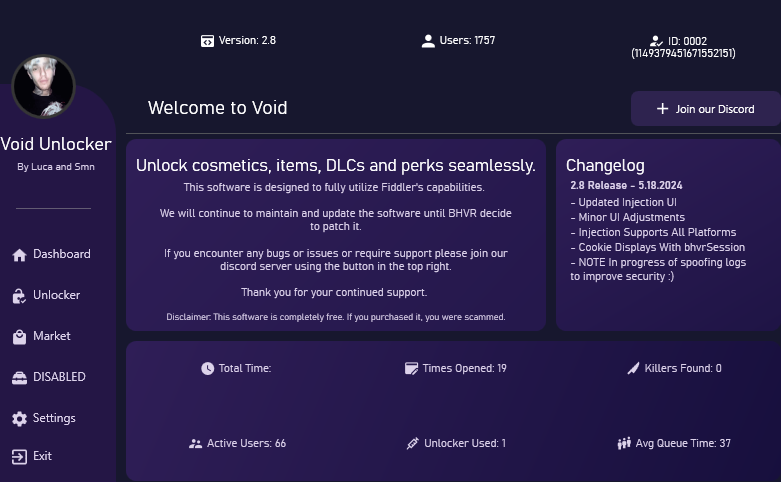 Version: 2.8
Users: 1757
ID: 0002
(1149379451671552151)
Welcome to Void
Join our Discord
Void Unlocker
By Luca and Smn
Dashboard
Unlocker
Market
DISABLED
Settings
Exit
Unlock cosmetics, items, DLCs and perks seamlessly.
This software is designed to fully utilize Fiddler's capabilities.
We will continue to maintain and update the software until BHVR decide
to patch it.
If you encounter any bugs or issues or require support please join our
discord server using the button in the top right.
Thank you for your continued support.
Disclaimer: This software is completely free. If you purchased it, you were scammed.
Changelog
2.8 Release - 5.18.2024
- Updated Injection UI
- Minor UI Adjustments
- Injection Supports All Platforms
- Cookie Displays With bhvrSession
- NOTE In progress of spoofing logs
to improve security :)
Total Time:
Times Opened: 19
Killers Found: 0
Active Users: 66
Unlocker Used: 1
Avg Queue Time: 37